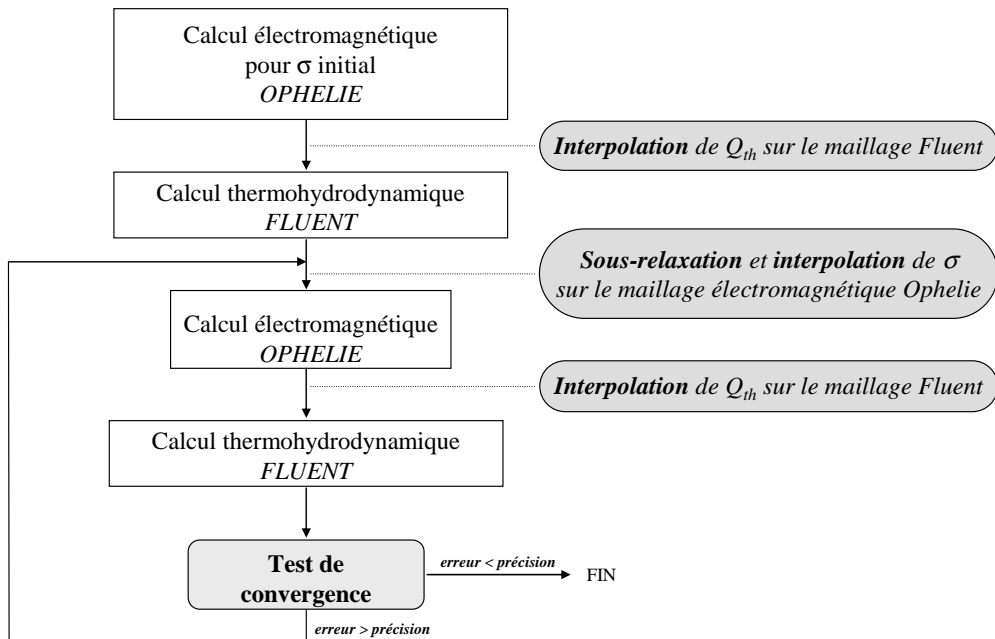 Calcul électromagnétique
pour σ initial
OPHELIE
Interpolation de Qth sur le maillage Fluent
Calcul thermohydrodynamique
FLUENT
Sous-relaxation et interpolation de σ
sur le maillage électromagnétique Ophelie
Calcul électromagnétique
OPHELIE
Interpolation de Qth sur le maillage Fluent
Calcul thermohydrodynamique
FLUENT
Test de
convergence
erreur < précision
FIN
erreur > précision